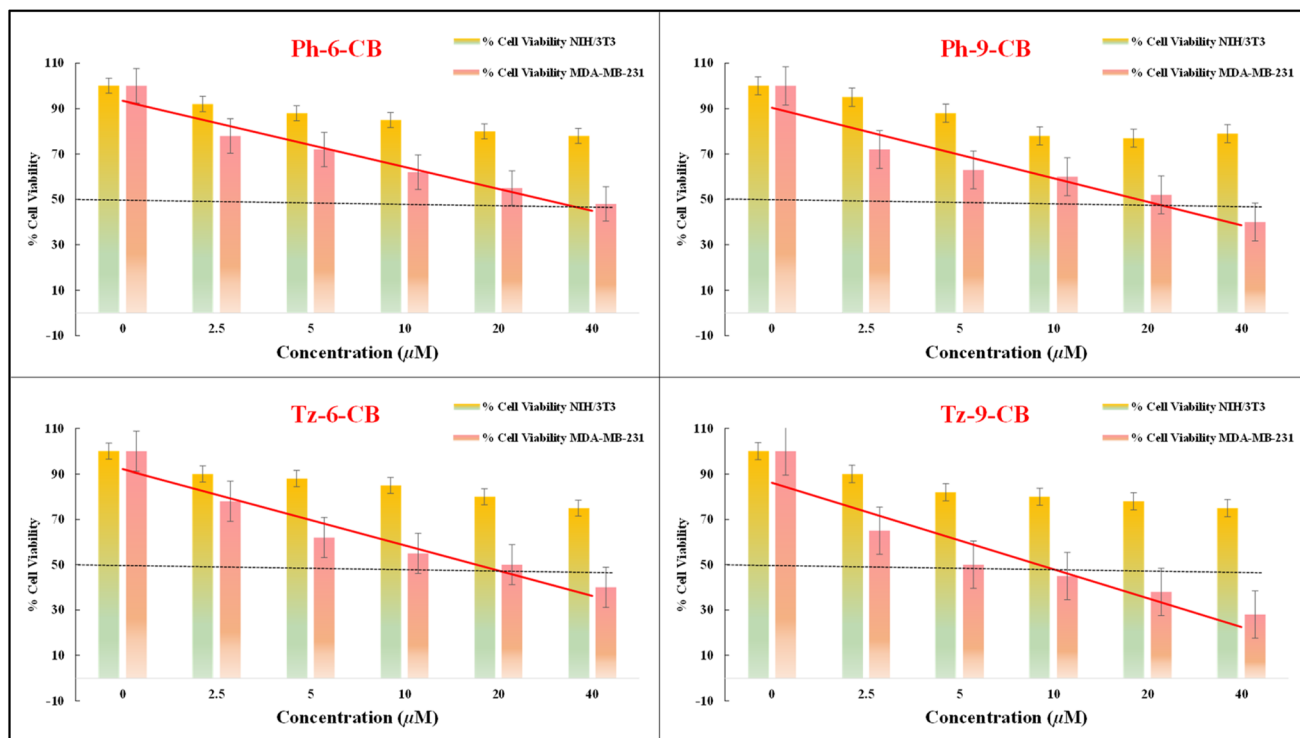 Ph-6-CB
% Cell Viability NIH/3T3
% Cell Viability MDA-MB-231
110
90
70
50
30
10
-10
% Cell Viability
0 2.5 5 10 20 40
Concentration (µM)
Ph-9-CB
% Cell Viability NIH/3T3
% Cell Viability MDA-MB-231
110
90
70
50
30
10
-10
% Cell Viability
0 2.5 5 10 20 40
Concentration (µM)
Tz-6-CB
% Cell Viability NIH/3T3
% Cell Viability MDA-MB-231
110
90
70
50
30
10
-10
% Cell Viability
0 2.5 5 10 20 40
Concentration (µM)
Tz-9-CB
% Cell Viability NIH/3T3
% Cell Viability MDA-MB-231
110
90
70
50
30
10
-10
% Cell Viability
0 2.5 5 10 20 40
Concentration (µM)